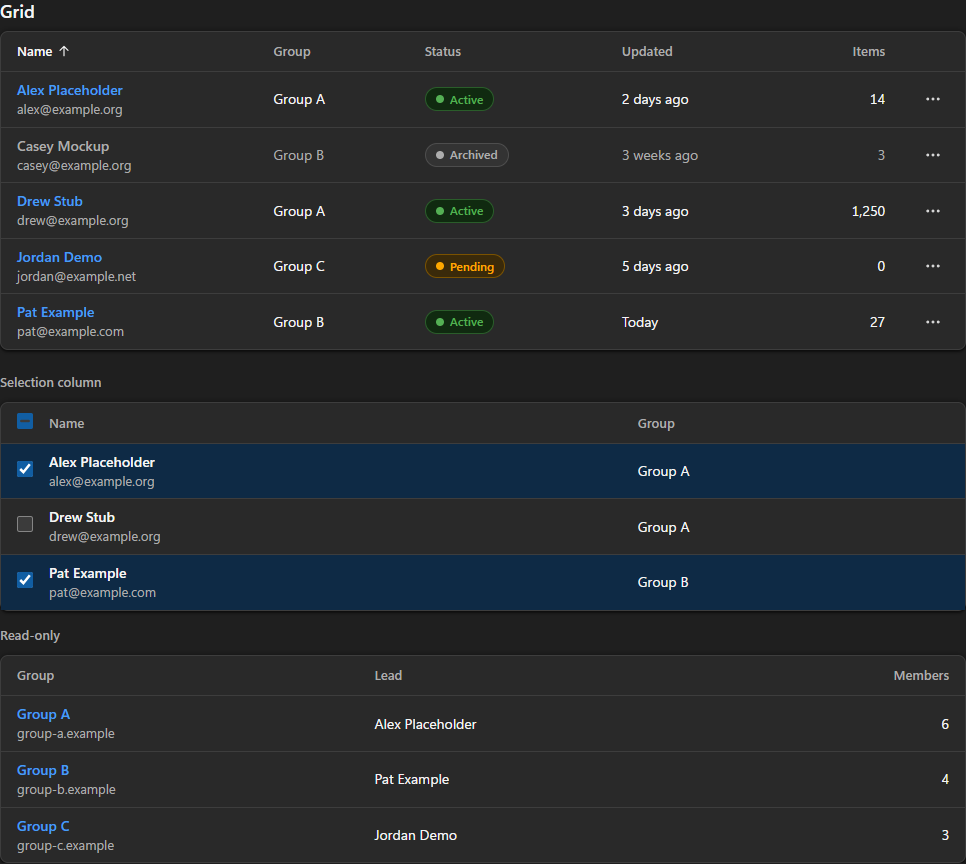 Grid
Name ↑ Group Status Updated Items
Alex Placeholder
alex@example.org
Group A Active 2 days ago 14 ···
Casey Mockup
casey@example.org
Group B Archived 3 weeks ago 3 ···
Drew Stub
drew@example.org
Group A Active 3 days ago 1,250 ···
Jordan Demo
jordan@example.net
Group C Pending 5 days ago 0 ···
Pat Example
pat@example.com
Group B Active Today 27 ···
Selection column
Name Group
Alex Placeholder
alex@example.org
Group A
Drew Stub
drew@example.org
Group A
Pat Example
pat@example.com
Group B
Read-only
Group Lead Members
Group A
group-a.example
Alex Placeholder 6
Group B
group-b.example
Pat Example 4
Group C
group-c.example
Jordan Demo 3